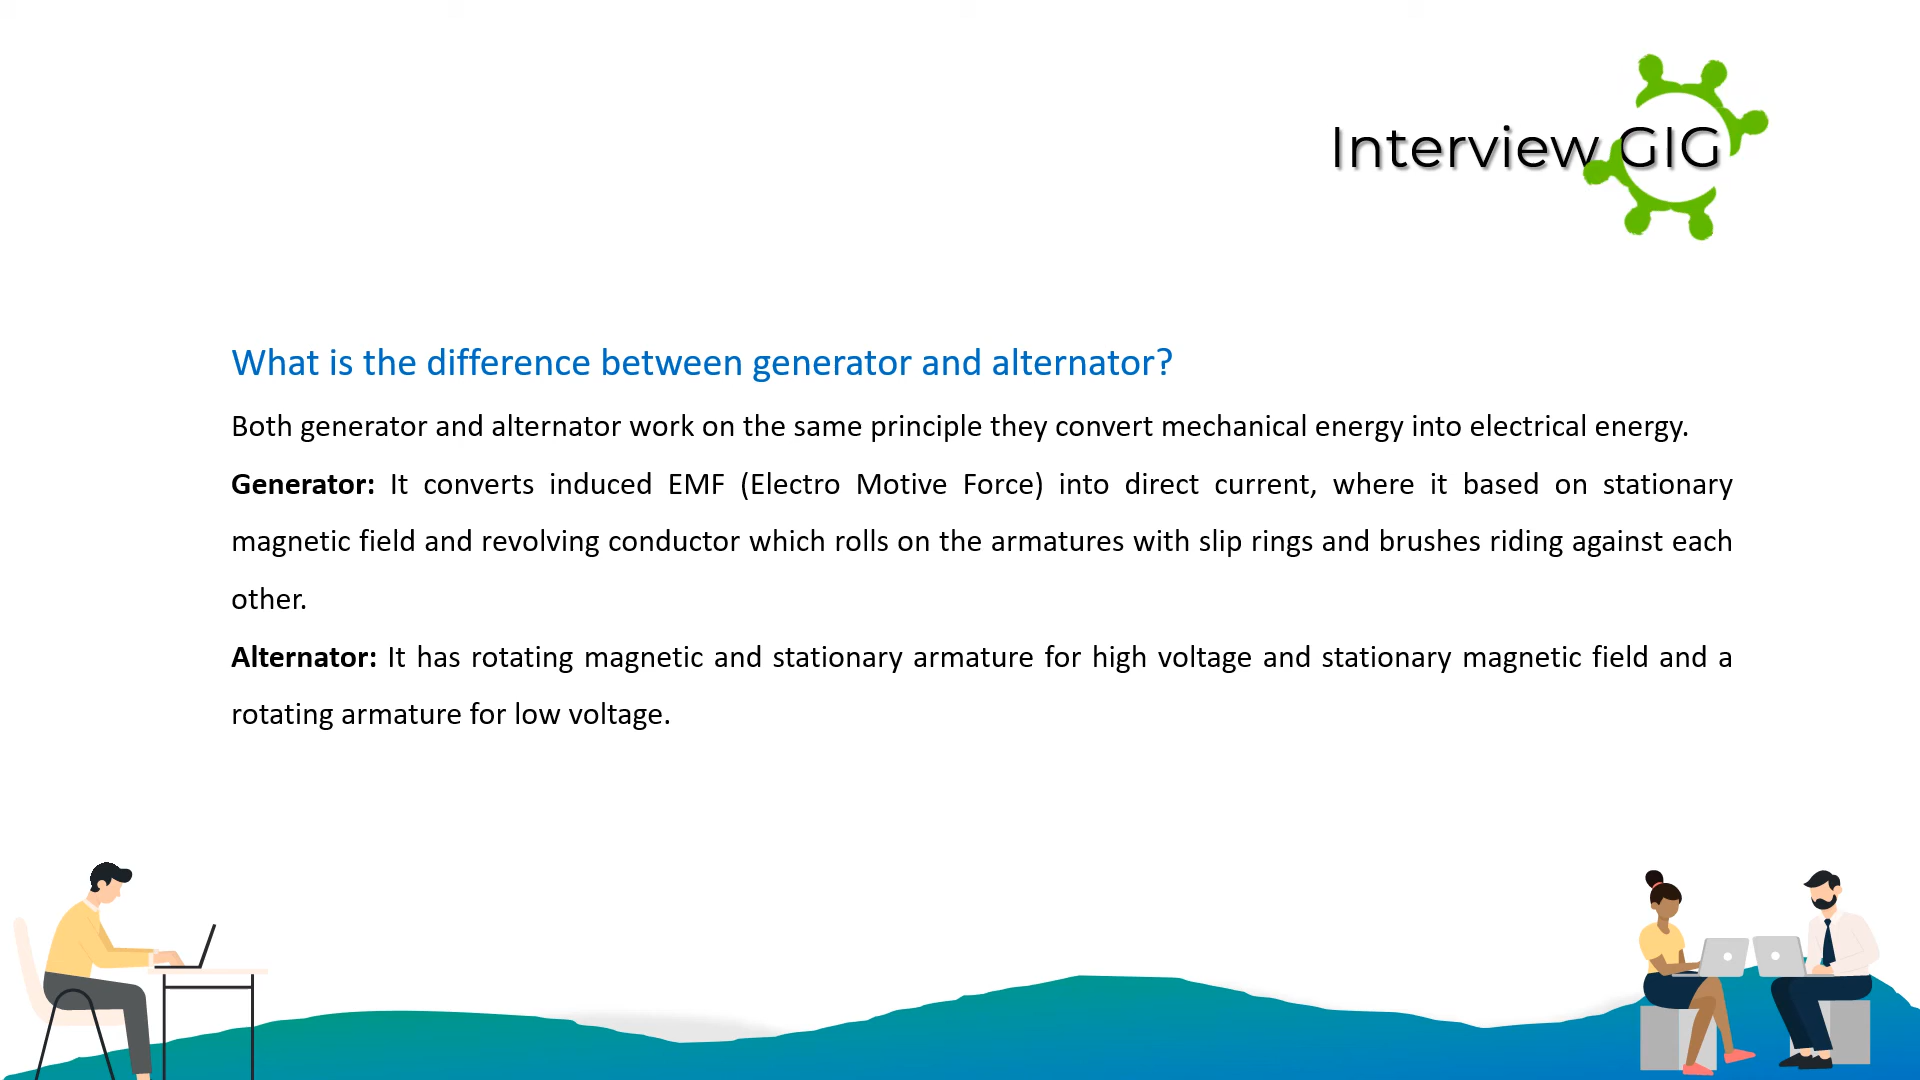 Interview GIG
What is the difference between generator and alternator?
Both generator and alternator work on the same principle they convert mechanical energy into electrical energy.
Generator: It converts induced EMF (Electro Motive Force) into direct current, where it based on stationary
magnetic field and revolving conductor which rolls on the armatures with slip rings and brushes riding against each
other.
Alternator: It has rotating magnetic and stationary armature for high voltage and stationary magnetic field and a
rotating armature for low voltage.